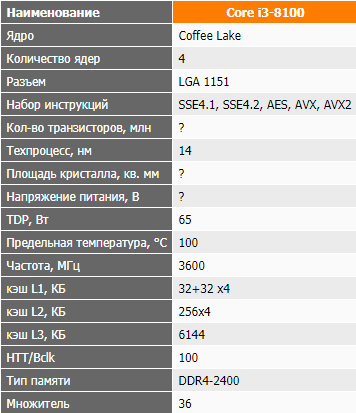 Наименование Core i3-8100
Ядро Coffee Lake
Количество ядер 4
Разъем LGA 1151
Набор инструкций SSE4.1, SSE4.2, AES, AVX, AVX2
Кол-во транзисторов, млн ?
Техпроцесс, нм 14
Площадь кристалла, кв. мм ?
Напряжение питания, В ?
TDP, Вт 65
Предельная температура, °С 100
Частота, МГц 3600
кэш L1, КБ 32+32 x4
кэш L2, КБ 256x4
кэш L3, КБ 6144
HTT/Bclk 100
Тип памяти DDR4-2400
Множитель 36